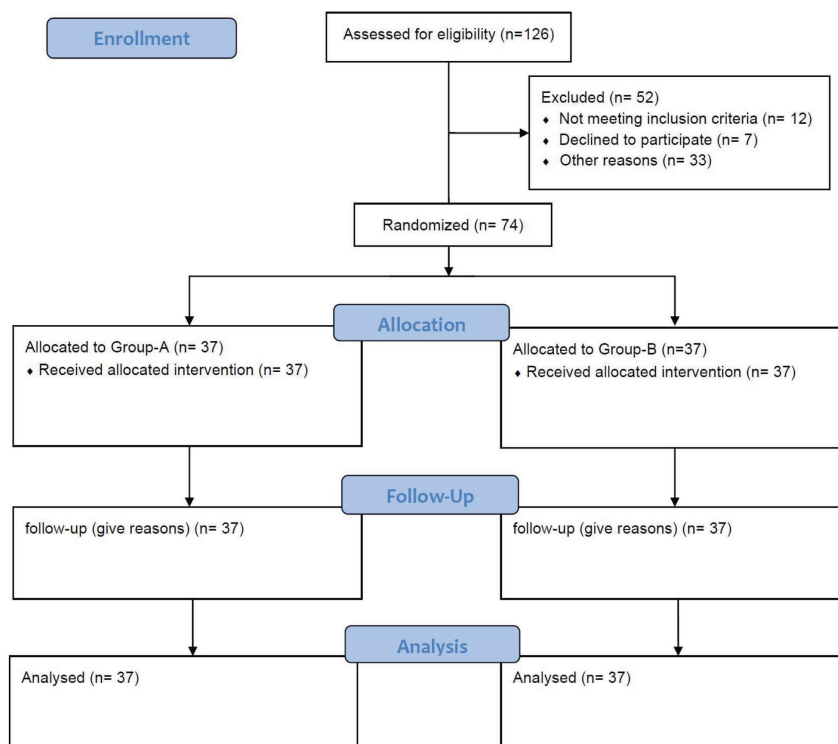 Enrollment
Assessed for eligibility (n=126)
Excluded (n= 52)
♦ Not meeting inclusion criteria (n= 12)
♦ Declined to participate (n= 7)
♦ Other reasons (n= 33)
Randomized (n= 74)
Allocation
Allocated to Group-A (n= 37)
♦ Received allocated intervention (n= 37)
Allocated to Group-B (n=37)
♦ Received allocated intervention (n= 37)
Follow-Up
follow-up (give reasons) (n= 37)
follow-up (give reasons) (n= 37)
Analysis
Analysed (n= 37)
Analysed (n= 37)